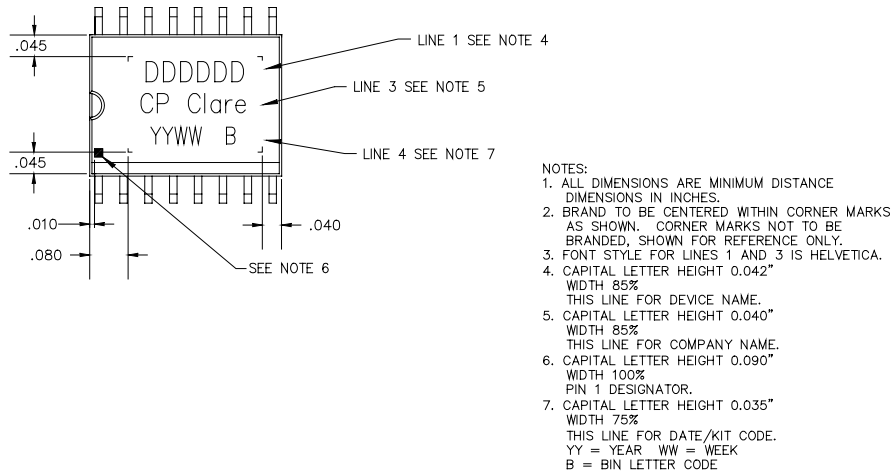 .045
LINE 1 SEE NOTE 4
DDDDDD
CP Clare
LINE 3 SEE NOTE 5
YYWW B
LINE 4 SEE NOTE 7
.045
.010
.040
.080
SEE NOTE 6
NOTES:
1. ALL DIMENSIONS ARE MINIMUM DISTANCE
DIMENSIONS IN INCHES.
2. BRAND TO BE CENTERED WITHIN CORNER MARKS
AS SHOWN. CORNER MARKS NOT TO BE
BRANDED, SHOWN FOR REFERENCE ONLY.
3. FONT STYLE FOR LINES 1 AND 3 IS HELVETICA.
4. CAPITAL LETTER HEIGHT 0.042"
WIDTH 85%
THIS LINE FOR DEVICE NAME.
5. CAPITAL LETTER HEIGHT 0.040"
WIDTH 85%
THIS LINE FOR COMPANY NAME.
6. CAPITAL LETTER HEIGHT 0.090"
WIDTH 100%
PIN 1 DESIGNATOR.
7. CAPITAL LETTER HEIGHT 0.035"
WIDTH 75%
THIS LINE FOR DATE/KIT CODE.
YY = YEAR WW = WEEK
B = BIN LETTER CODE